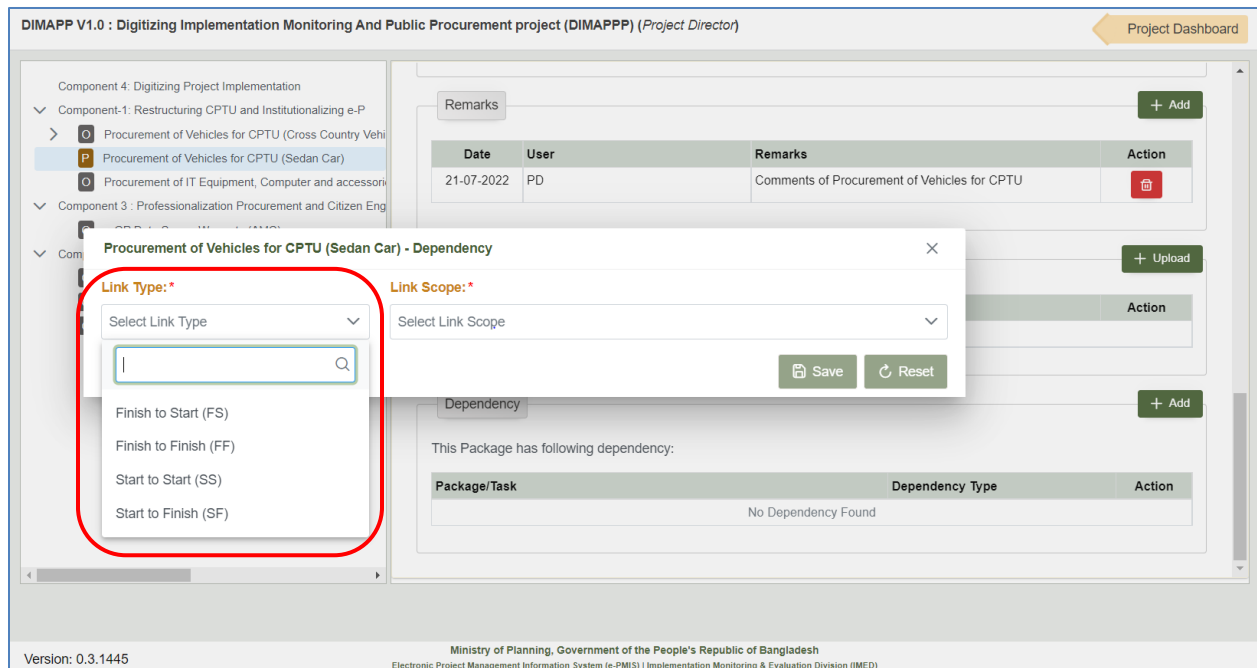 DIMAPP V1.0 : Digitizing Implementation Monitoring And Public Procurement project (DIMAPPP) (Project Director)
Project Dashboard
Component 4: Digitizing Project Implementation
Component-1: Restructuring CPTU and Institutionalizing e-P
O Procurement of Vehicles for CPTU (Cross Country Vehi
P Procurement of Vehicles for CPTU (Sedan Car)
O Procurement of IT Equipment, Computer and accessori
Component 3 : Professionalization Procurement and Citizen Eng
Com
Remarks
+ Add
Date User Remarks Action
21-07-2022 PD Comments of Procurement of Vehicles for CPTU
+ Upload
Action
Procurement of Vehicles for CPTU (Sedan Car) - Dependency
Link Type:* Link Scope:*
Select Link Type Select Link Scope
Finish to Start (FS)
Finish to Finish (FF)
Start to Start (SS)
Start to Finish (SF)
Save Reset
Dependency
+ Add
This Package has following dependency:
Package/Task Dependency Type Action
No Dependency Found
Version: 0.3.1445
Ministry of Planning, Government of the People's Republic of Bangladesh
Electronic Project Management Information System (e-PMIS) | Implementation Monitoring & Evaluation Division (IMED)